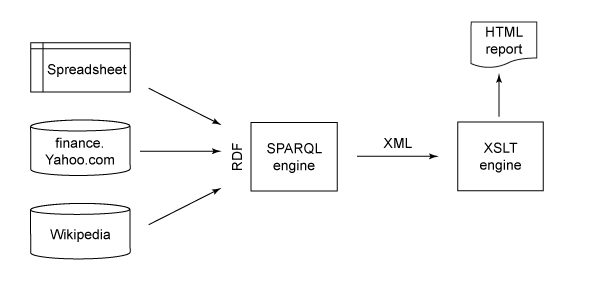 Spreadsheet
finance.
Yahoo.com
Wikipedia
RDF
SPARQL
engine
XML
XSLT
engine
HTML
report